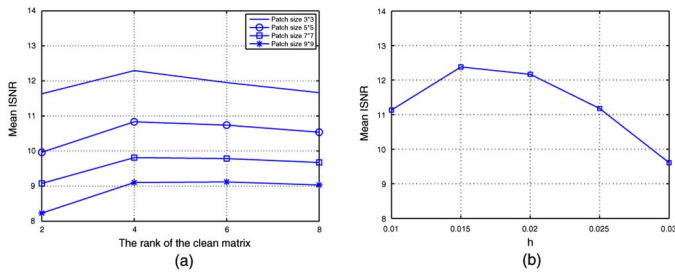 Patch size 3*3
Patch size 5*5
Patch size 7*7
Patch size 9*9
14
13
12
11
10
9
8
Mean ISNR
2
4
6
8
The rank of the clean matrix
(a)
14
13
12
11
10
9
8
Mean ISNR
0.01
0.015
0.02
0.025
0.03
h
(b)